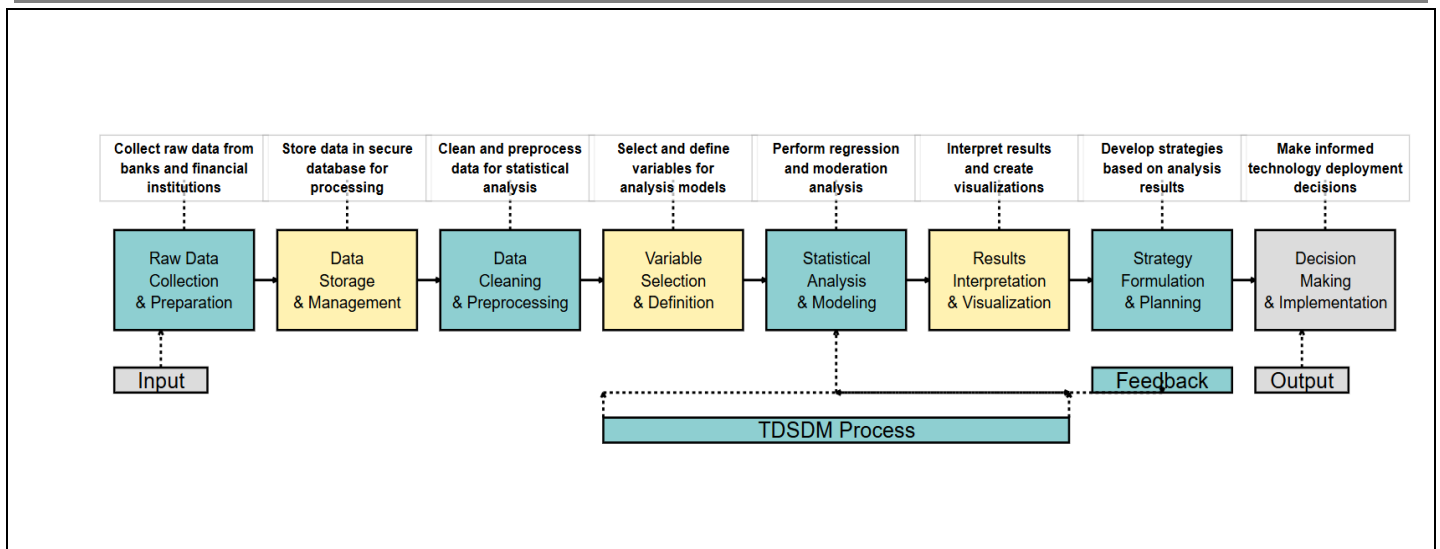 Collect raw data from
banks and financial
institutions
Store data in secure
database for
processing
Clean and preprocess
data for statistical
analysis
Select and define
variables for
analysis models
Perform regression
and moderation
analysis
Interpret results
and create
visualizations
Develop strategies
based on analysis
results
Make informed
technology deployment
decisions
Raw Data
Collection
& Preparation
Data
Storage
& Management
Data
Cleaning
& Preprocessing
Variable
Selection
& Definition
Statistical
Analysis
& Modeling
Results
Interpretation
& Visualization
Strategy
Formulation
& Planning
Decision
Making
& Implementation
Input
Feedback
Output
TDSDM Process